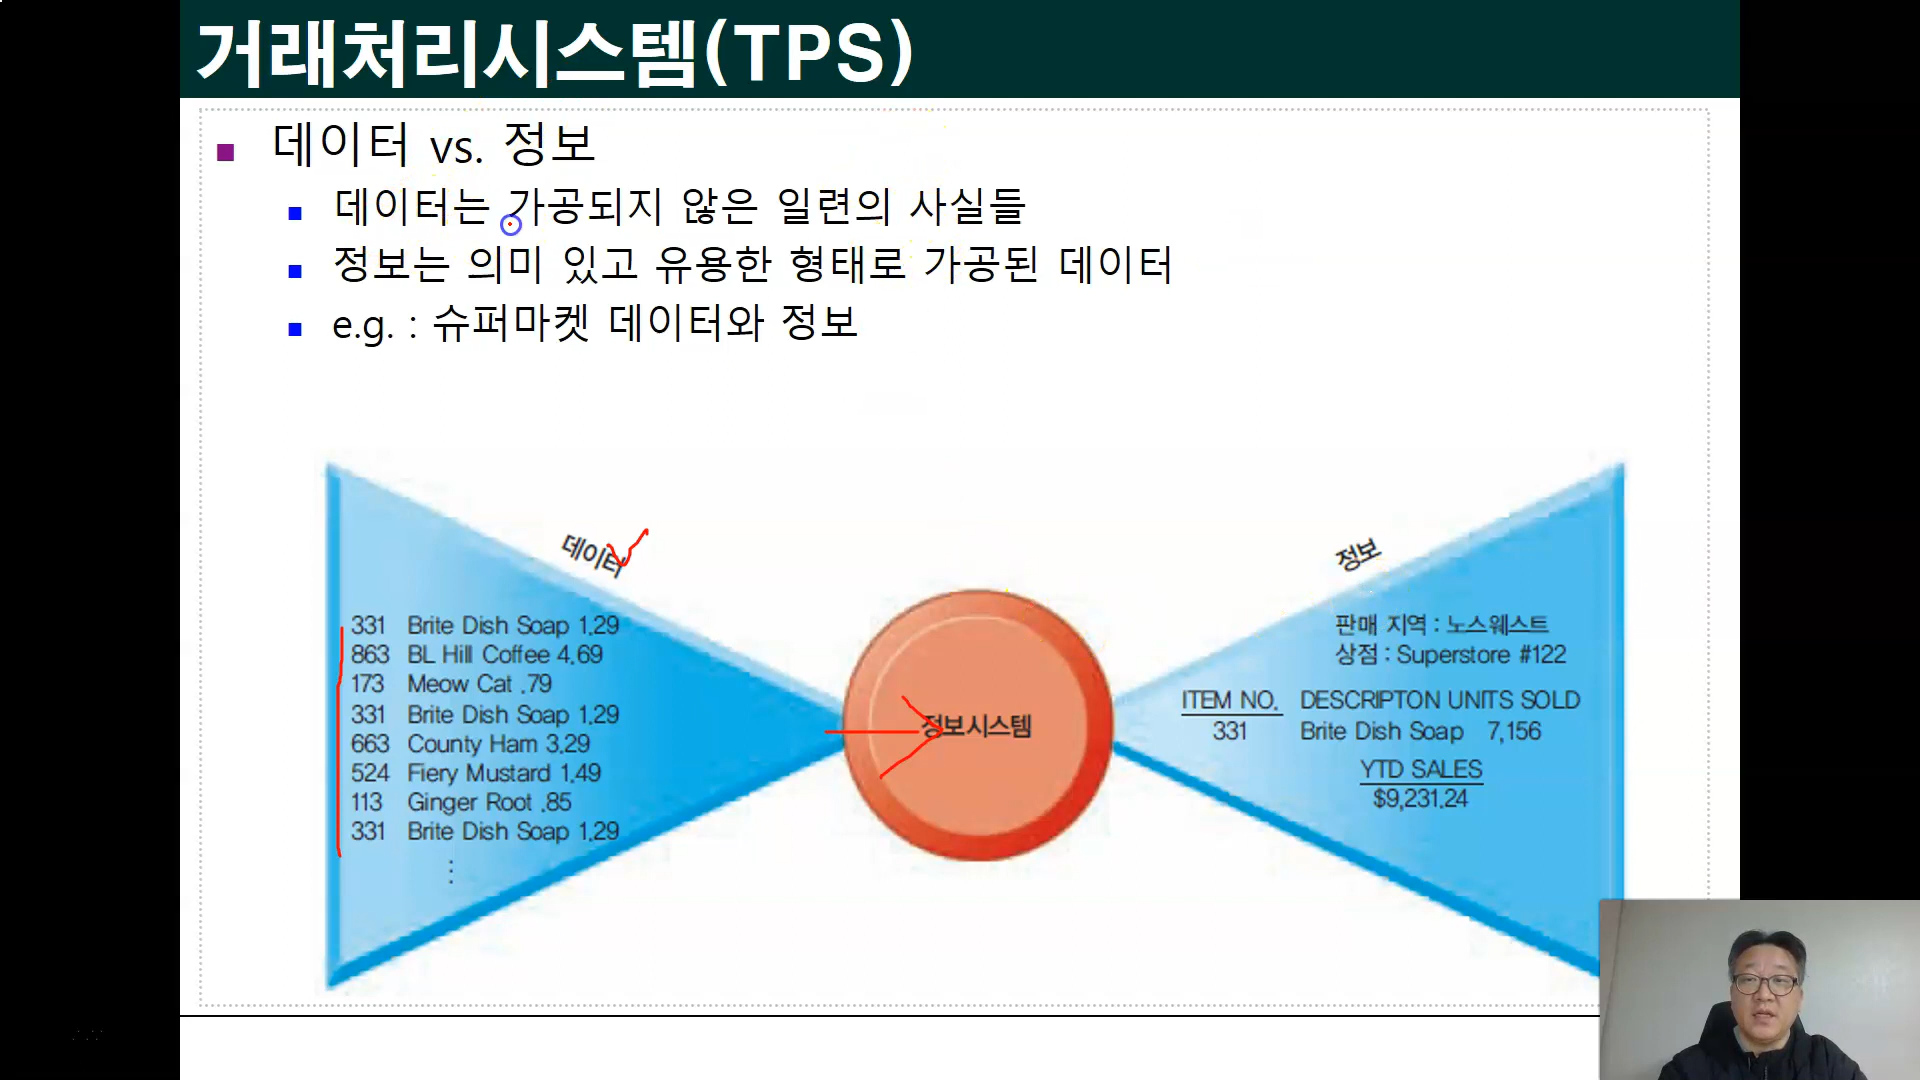 거래처리시스템(TPS)
데이터 vs. 정보
데이터는 가공되지 않은 일련의 사실들
정보는 의미 있고 유용한 형태로 가공된 데이터
e.g. : 슈퍼마켓 데이터와 정보
데이터
331 Brite Dish Soap 1.29
863 BL Hill Coffee 4.69
173 Meow Cat .79
331 Brite Dish Soap 1.29
663 County Ham 3.29
524 Fiery Mustard 1.49
113 Ginger Root .85
331 Brite Dish Soap 1.29
정보시스템
정보
판매 지역 : 노스웨스트
상점 : Superstore #122
ITEM NO. DESCRIPTON UNITS SOLD
331 Brite Dish Soap 7,156
YTD SALES
$9,231.24